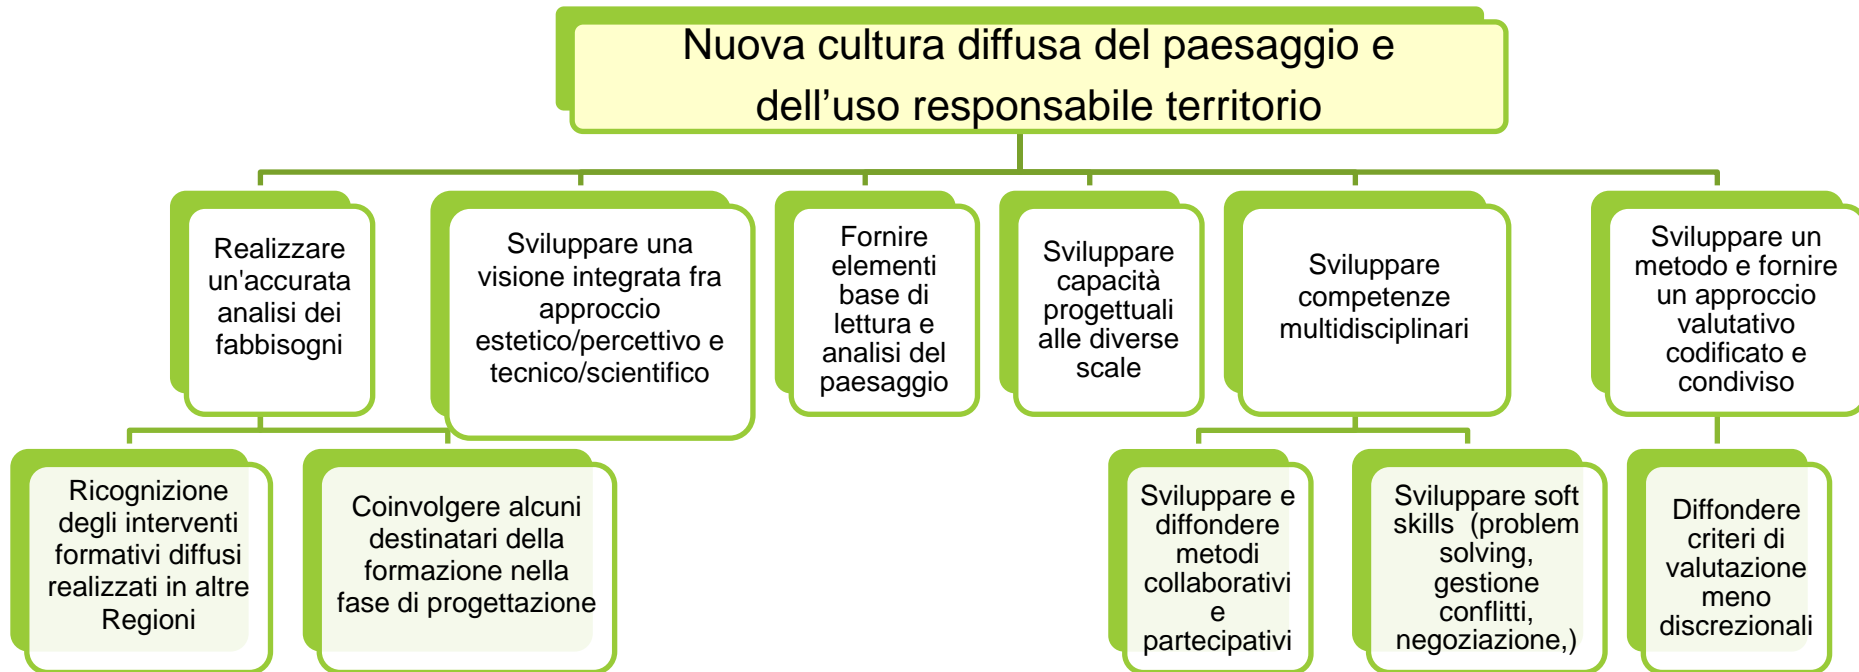 Nuova cultura diffusa del paesaggio e
dell’uso responsabile territorio
Realizzare
un'accurata
analisi dei
fabbisogni
Sviluppare una
visione integrata fra
approccio
estetico/percettivo e
tecnico/scientifico
Fornire
elementi
base di
lettura e
analisi del
paesaggio
Sviluppare
capacità
progettuali
alle diverse
scale
Sviluppare
competenze
multidisciplinari
Sviluppare un
metodo e fornire
un approccio
valutativo
codificato e
condiviso
Ricognizione
degli interventi
formativi diffusi
realizzati in altre
Regioni
Coinvolgere alcuni
destinatari della
formazione nella
fase di progettazione
Sviluppare e
diffondere
metodi
collaborativi
e
partecipativi
Sviluppare soft
skills (problem
solving,
gestione
conflitti,
negoziazione,)
Diffondere
criteri di
valutazione
meno
discrezionali